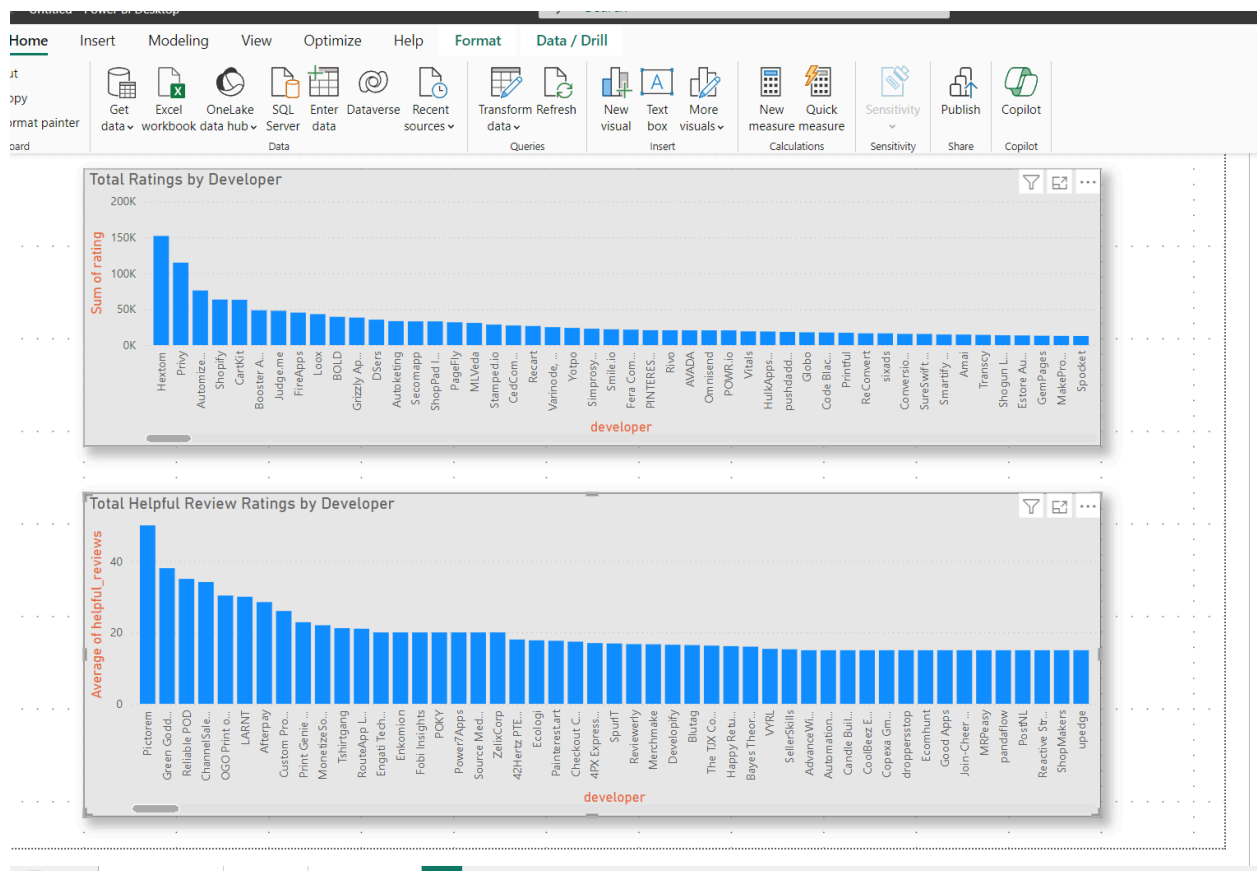 Home Insert Modeling View Optimize Help Format Data / Drill
Get data
Excel workbook
OneLake data hub
SQL Server
Enter data
Dataverse
Recent sources
Transform data
Refresh
New visual
Text box
More visuals
New measure
Quick measure
Sensitivity
Publish
Copilot
Data
Queries
Insert
Calculations
Sensitivity
Share
Copilot
Total Ratings by Developer
Sum of rating
200K
150K
100K
50K
0K
Hextom
Privy
Automize...
Shopify
CartKit
Booster A...
Judge.me
FireApps
Loox
BOLD
Grizzly Ap...
DSers
Autoketing
Secomapp
ShopPad I...
PageFly
MLVeda
Stamped.io
CedCom...
Recart
Varinode, ...
Yotpo
Simprosy...
Smile.io
Fera Com...
PINTERES...
Rivo
AVADA
Omnisend
POWR.io
Vitals
HulkApps...
pushdadd...
Globo
Code Blac...
Printful
ReConvert
sixads
Conversio...
SureSwift ...
Smartify ...
Amai
Transcy
Shogun L...
Estore Au...
GemPages
MakePro...
Spocket
developer
Total Helpful Review Ratings by Developer
Average of helpful_reviews
40
20
0
Pictorem
Green Godd...
Reliable POD
ChannelSale...
OGO Print o...
LARNT
Afterpay
Custom Pro...
Print Genie ...
MonetizeSo...
Tshirtgang
RouteApp L...
Engati Tech...
Enkomion
Fobi Insights
POKY
Power7Apps
Source Med...
ZelixCorp
42Hertz PTE...
Ecologi
Painterest.art
Checkout C...
4PX Express...
SpurIT
Reviewerly
Merchmake
Developify
Blutag
The TJX Co...
Happy Retu...
Bayes Theor...
VYRL
SellerSkills
AdvanceWi...
Automation...
Candle Buil...
CoolBeez E...
Copexa Gm...
droppersstop
Ecomhunt
Good Apps
Join-Cheer ...
MRPeasy
pandaflow
PostNL
Reactive Str...
ShopMakers
upedge
developer